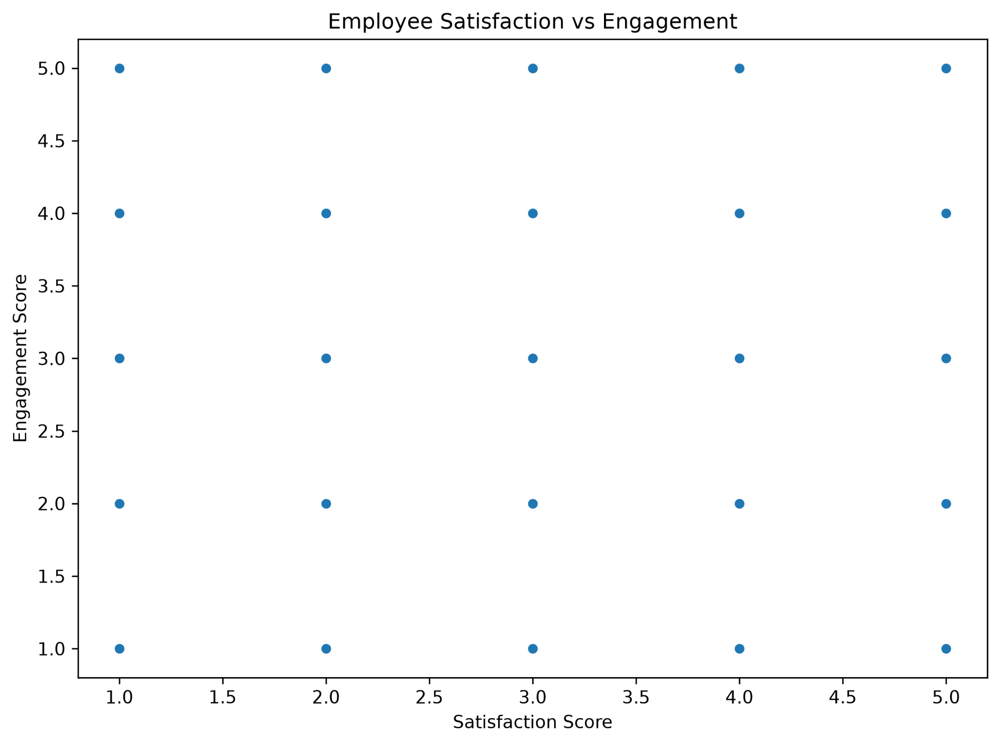 Employee Satisfaction vs Engagement
5.0
4.5
4.0
3.5
3.0
2.5
2.0
1.5
1.0
Engagement Score
1.0 1.5 2.0 2.5 3.0 3.5 4.0 4.5 5.0
Satisfaction Score